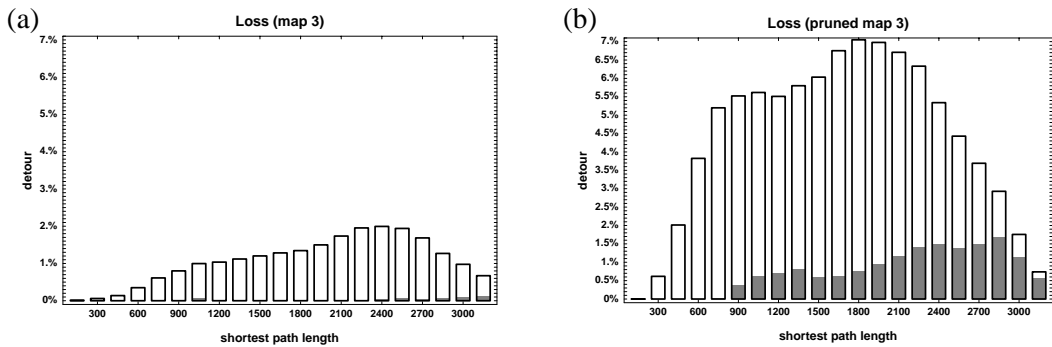 (a)
Loss (map 3)
7.%
6.%
5.%
4.%
3.%
2.%
1.%
0%
detour
300 600 900 1200 1500 1800 2100 2400 2700 3000
shortest path length
(b)
Loss (pruned map 3)
7.%
6.5%
6.%
5.5%
5.%
4.5%
4.%
3.5%
3.%
2.5%
2.%
1.5%
1.%
0.5%
0%
detour
300 600 900 1200 1500 1800 2100 2400 2700 3000
shortest path length